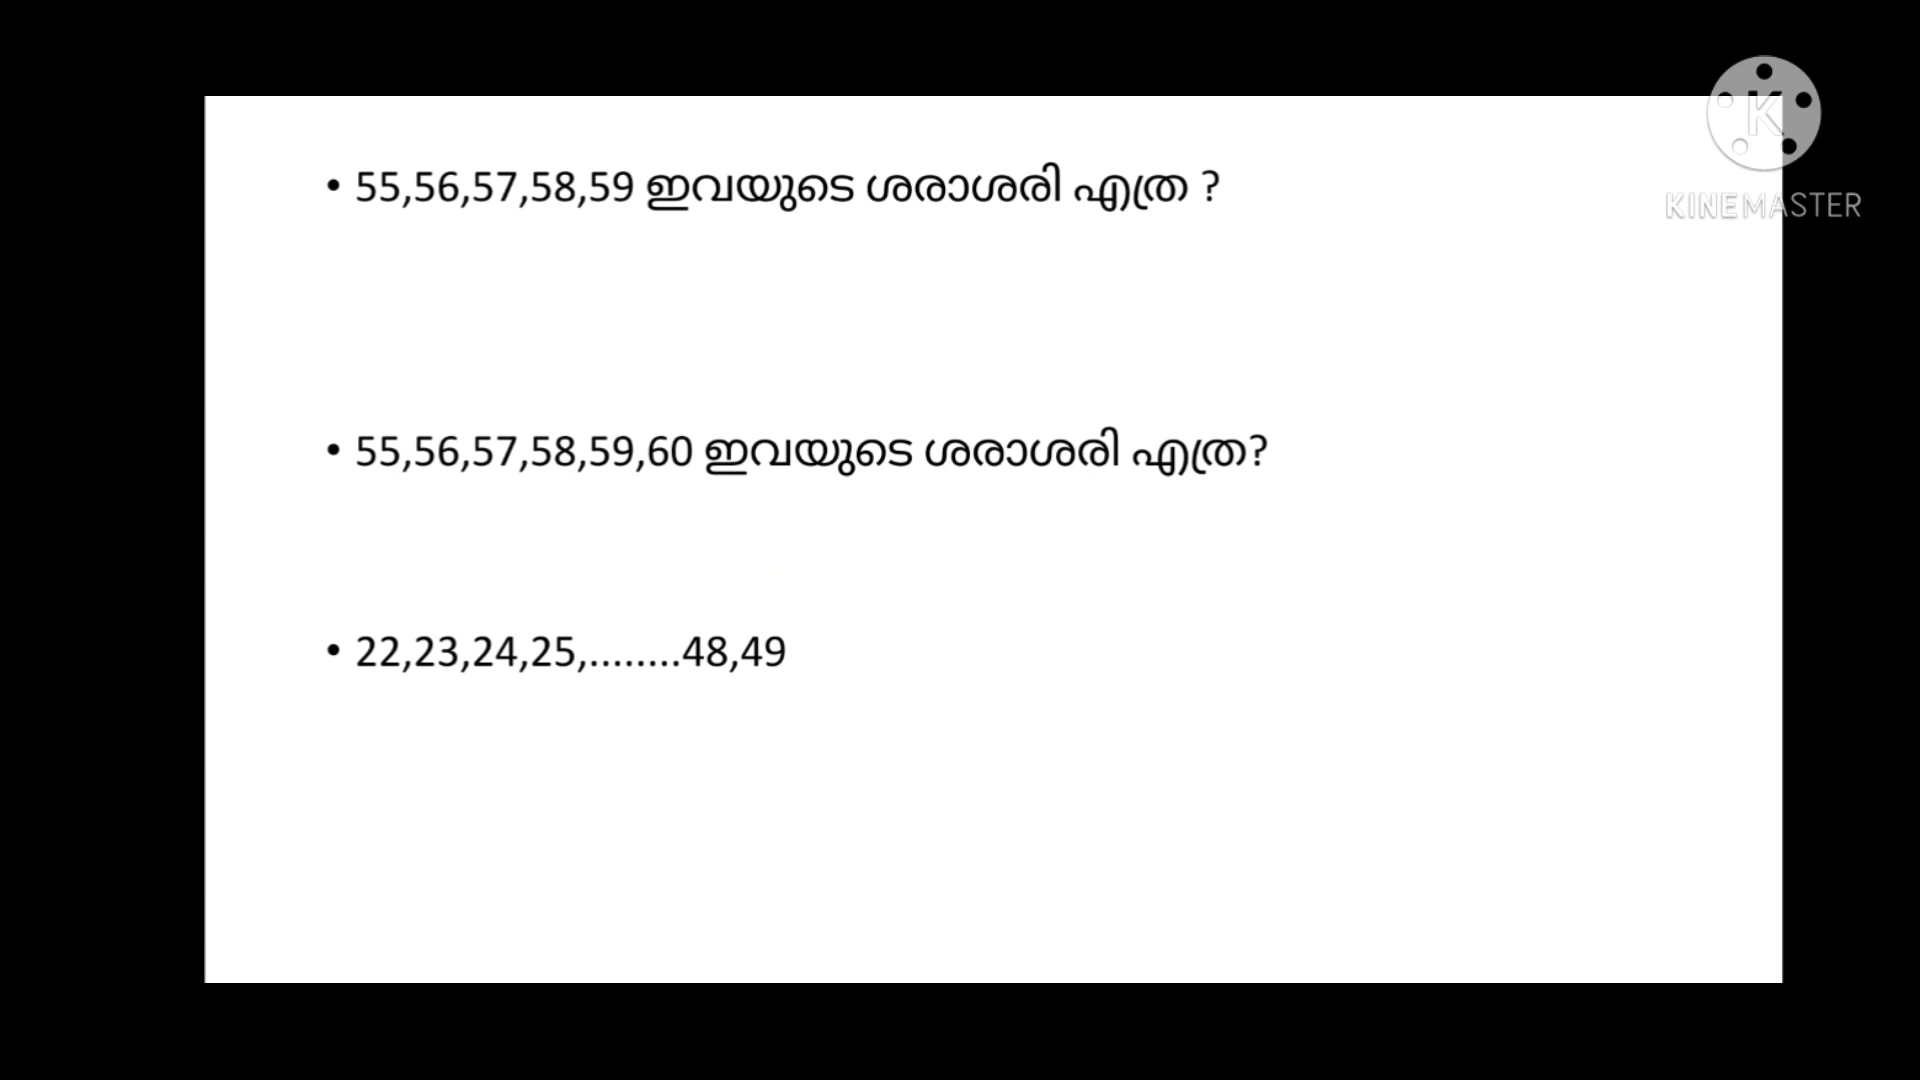 • 55,56,57,58,59 ഇവയുടെ ശരാശരി എത്ര ?
K
KINEMASTER
• 55,56,57,58,59,60 ഇവയുടെ ശരാശരി എത്ര?
• 22,23,24,25,........48,49